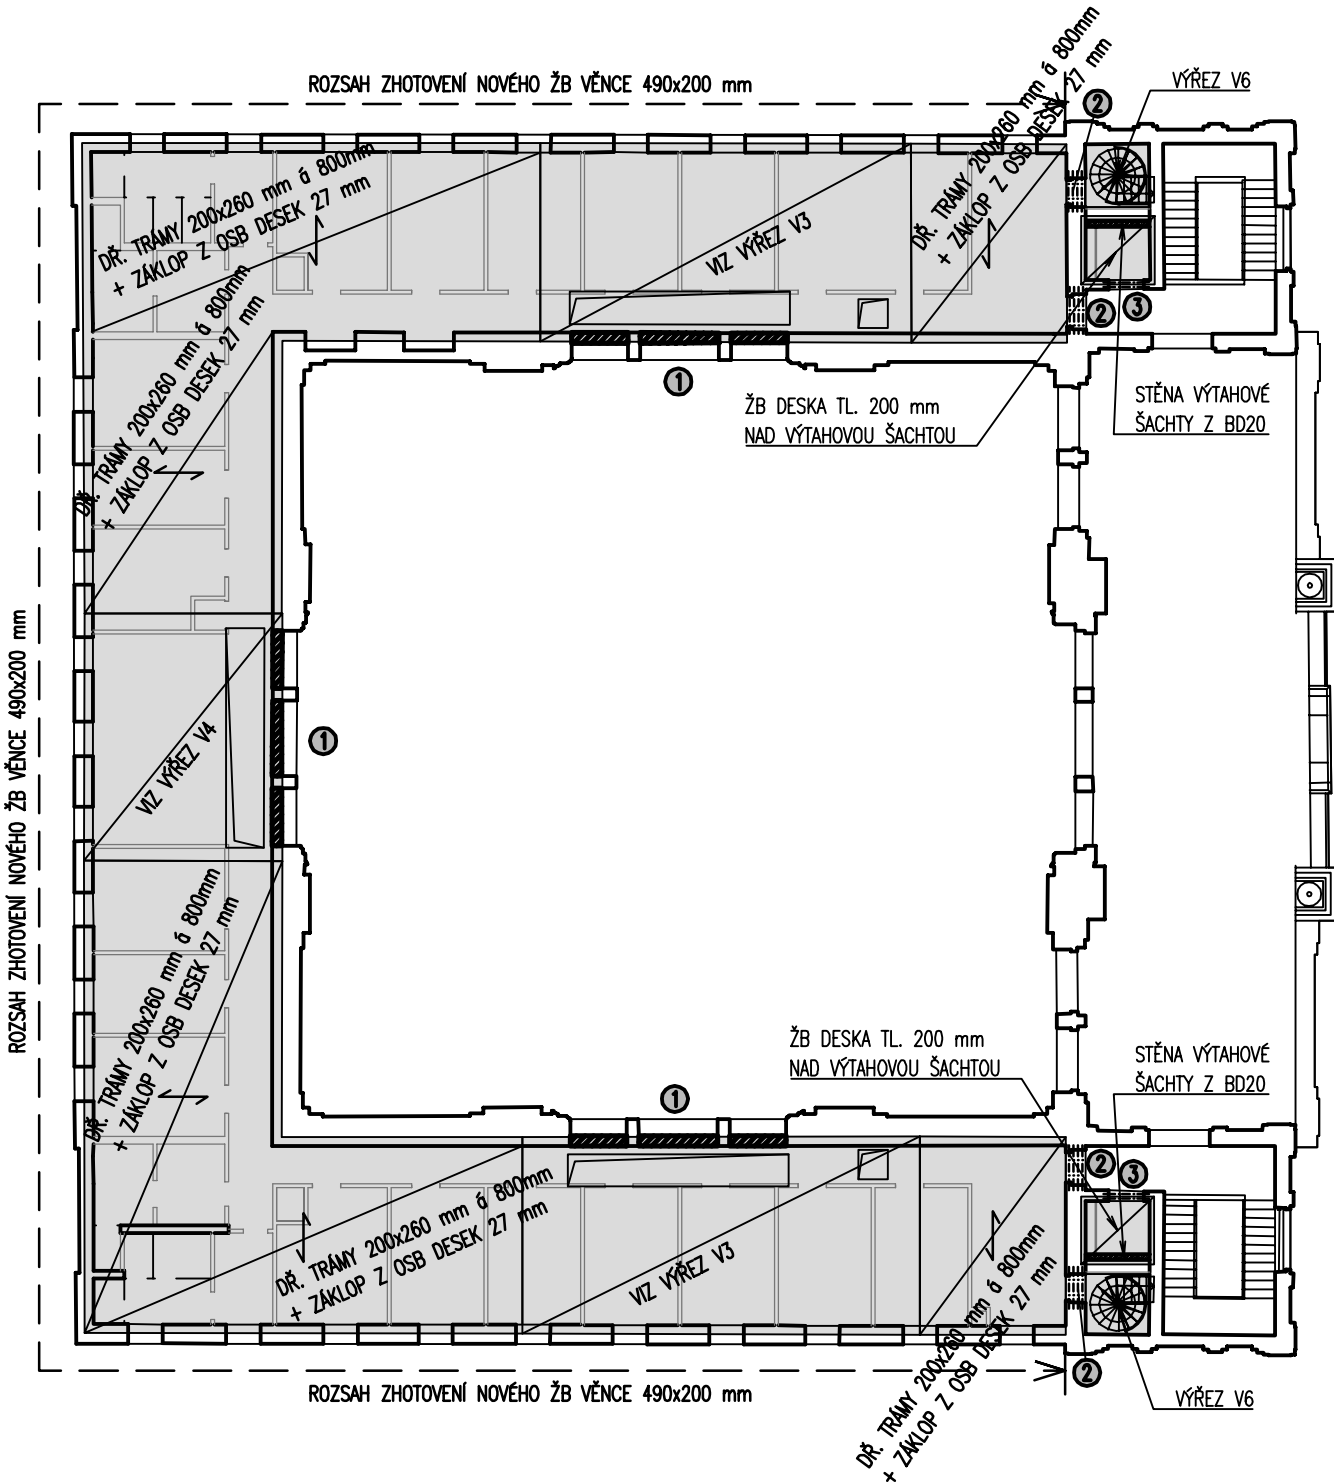 ROZSAH ZHOTOVENÍ NOVÉHO ŽB VĚNCE 490x200 mm
VÝŘEZ V6
2
DŘ. TRÁMY 200x260 mm á 800mm
+ ZÁKLOP Z OSB DESEK 27 mm
DŘ. TRÁMY 200x260 mm á 800mm
+ ZÁKLOP Z OSB DESEK 27 mm
VIZ VÝŘEZ V3
2
3
1
DŘ. TRÁMY 200x260 mm á 800mm
+ ZÁKLOP Z OSB DESEK 27 mm
ŽB DESKA TL. 200 mm
NAD VÝTAHOVOU ŠACHTOU
STĚNA VÝTAHOVÉ
ŠACHTY Z BD20
ROZSAH ZHOTOVENÍ NOVÉHO ŽB VĚNCE 490x200 mm
VIZ VÝŘEZ V4
1
DŘ. TRÁMY 200x260 mm á 800mm
+ ZÁKLOP Z OSB DESEK 27 mm
ŽB DESKA TL. 200 mm
NAD VÝTAHOVOU ŠACHTOU
STĚNA VÝTAHOVÉ
ŠACHTY Z BD20
1
2
3
DŘ. TRÁMY 200x260 mm á 800mm
+ ZÁKLOP Z OSB DESEK 27 mm
VIZ VÝŘEZ V3
DŘ. TRÁMY 200x260 mm á 800mm
+ ZÁKLOP Z OSB DESEK 27 mm
2
ROZSAH ZHOTOVENÍ NOVÉHO ŽB VĚNCE 490x200 mm
VÝŘEZ V6